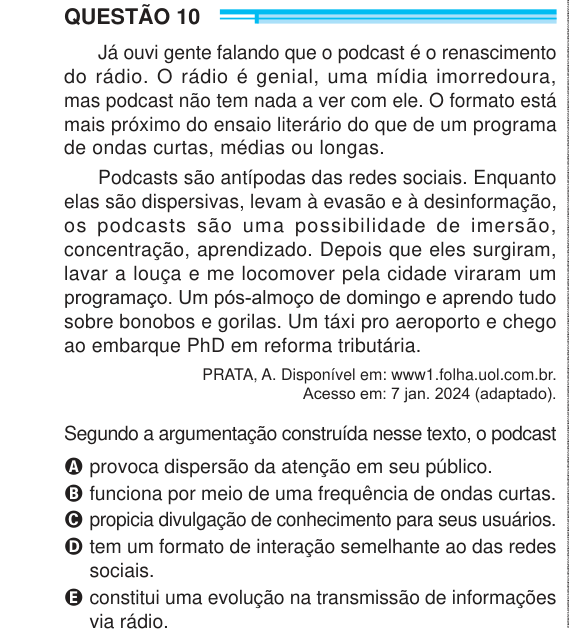 QUESTÃO 10
Já ouvi gente falando que o podcast é o renascimento
do rádio. O rádio é genial, uma mídia imorredoura,
mas podcast não tem nada a ver com ele. O formato está
mais próximo do ensaio literário do que de um programa
de ondas curtas, médias ou longas.
Podcasts são antípodas das redes sociais. Enquanto
elas são dispersivas, levam à evasão e à desinformação,
os podcasts são uma possibilidade de imersão,
concentração, aprendizado. Depois que eles surgiram,
lavar a louça e me locomover pela cidade viraram um
programaço. Um pós-almoço de domingo e aprendo tudo
sobre bonobos e gorilas. Um táxi pro aeroporto e chego
ao embarque PhD em reforma tributária.
PRATA, A. Disponível em: www1.folha.uol.com.br.
Acesso em: 7 jan. 2024 (adaptado).
Segundo a argumentação construída nesse texto, o podcast
A provoca dispersão da atenção em seu público.
B funciona por meio de uma frequência de ondas curtas.
C propicia divulgação de conhecimento para seus usuários.
D tem um formato de interação semelhante ao das redes
sociais.
E constitui uma evolução na transmissão de informações
via rádio.